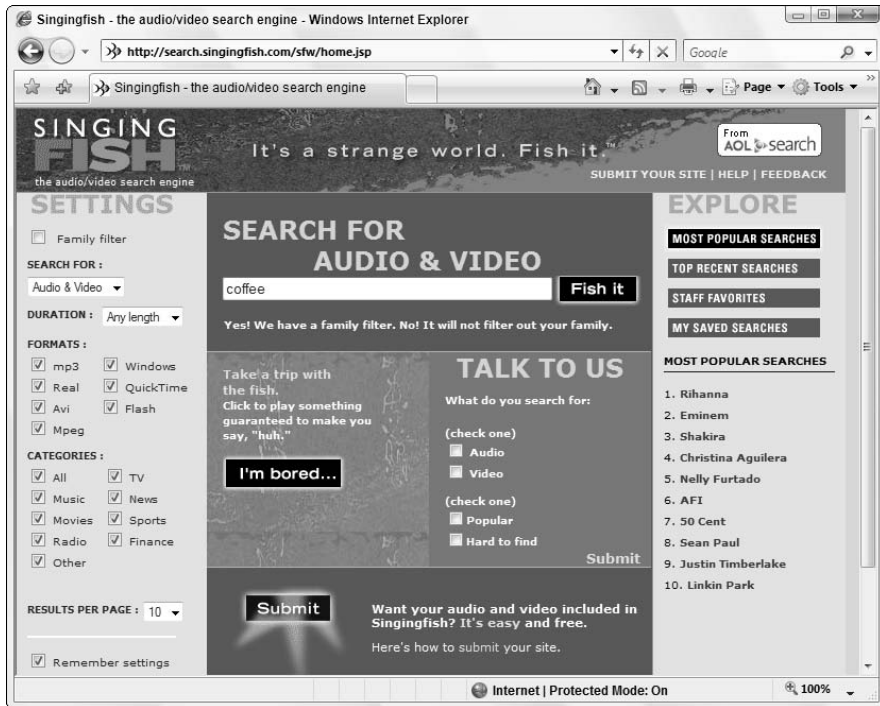 Singingfish - the audio/video search engine - Windows Internet Explorer
http://search.singingfish.com/sfw/home.jsp
Google
Singingfish - the audio/video search engine
Page
Tools
SINGING
FISH™
the audio/video search engine
It's a strange world. Fish it.™
From
AOL search
SUBMIT YOUR SITE | HELP | FEEDBACK
SETTINGS
Family filter
SEARCH FOR :
Audio & Video
DURATION : Any length
FORMATS :
mp3 Windows
Real QuickTime
Avi Flash
Mpeg
CATEGORIES :
All TV
Music News
Movies Sports
Radio Finance
Other
RESULTS PER PAGE : 10
Remember settings
SEARCH FOR
AUDIO & VIDEO
coffee
Fish it
Yes! We have a family filter. No! It will not filter out your family.
Take a trip with
the fish.
Click to play something
guaranteed to make you
say, "huh."
I'm bored...
TALK TO US
What do you search for:
(check one)
Audio
Video
(check one)
Popular
Hard to find
Submit
Submit
Want your audio and video included in
Singingfish? It's easy and free.
Here's how to submit your site.
EXPLORE
MOST POPULAR SEARCHES
TOP RECENT SEARCHES
STAFF FAVORITES
MY SAVED SEARCHES
MOST POPULAR SEARCHES
1. Rihanna
2. Eminem
3. Shakira
4. Christina Aguilera
5. Nelly Furtado
6. AFI
7. 50 Cent
8. Sean Paul
9. Justin Timberlake
10. Linkin Park
Internet | Protected Mode: On
100%